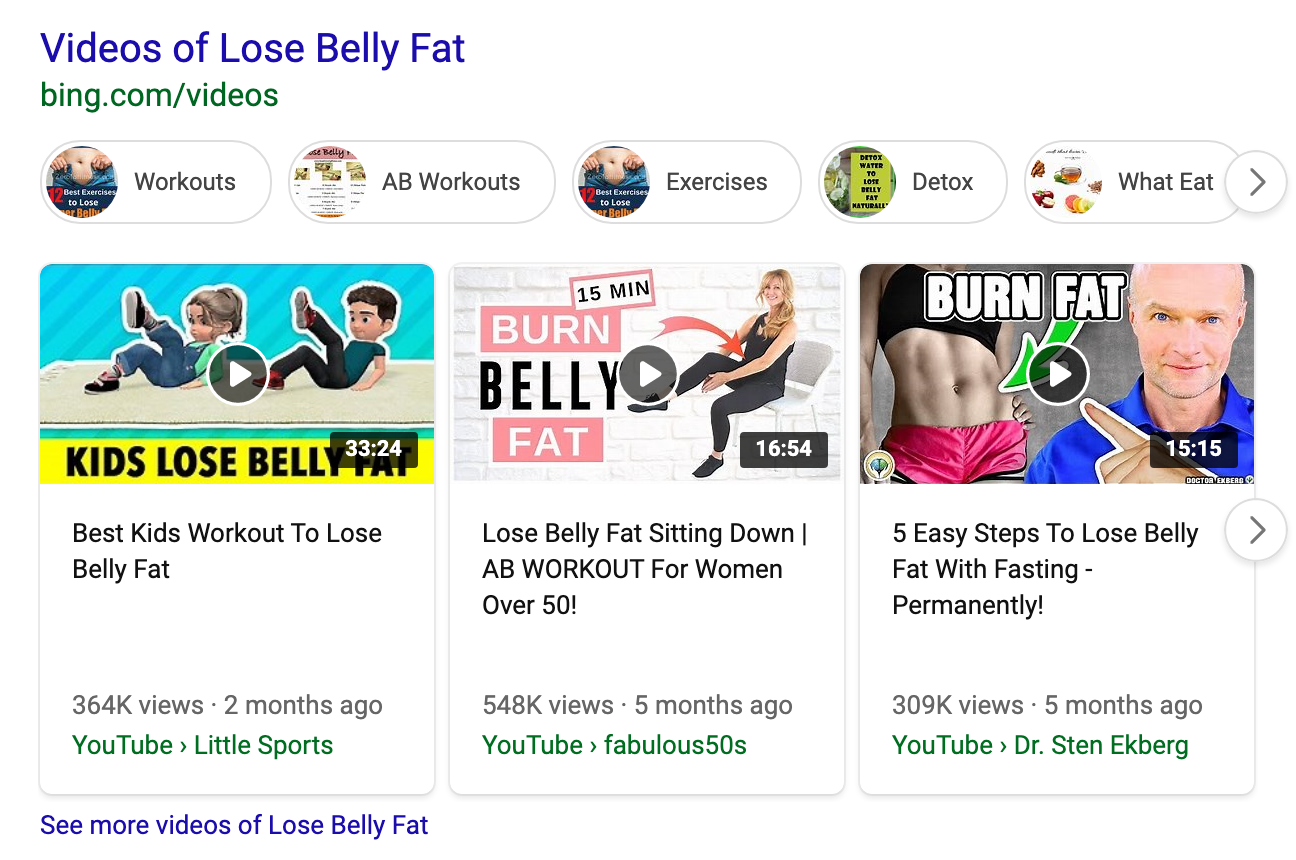 Videos of Lose Belly Fat
bing.com/videos
Best Exercises
12
to Lose
Workouts
AB Workouts
Best Exercises
12
to Lose
Exercises
DETOX
WATER
TO
LOSE
BELLY
FAT
NATURALLY
Detox
What Eat
KIDS LOSE BELLY FAT
33:24
15 MIN
BURN
BELLY
FAT
16:54
BURN FAT
15:15
DOCTOR EKBERG
Best Kids Workout To Lose
Belly Fat
364K views · 2 months ago
YouTube › Little Sports
Lose Belly Fat Sitting Down |
AB WORKOUT For Women
Over 50!
548K views · 5 months ago
YouTube › fabulous50s
5 Easy Steps To Lose Belly
Fat With Fasting -
Permanently!
309K views · 5 months ago
YouTube › Dr. Sten Ekberg
See more videos of Lose Belly Fat